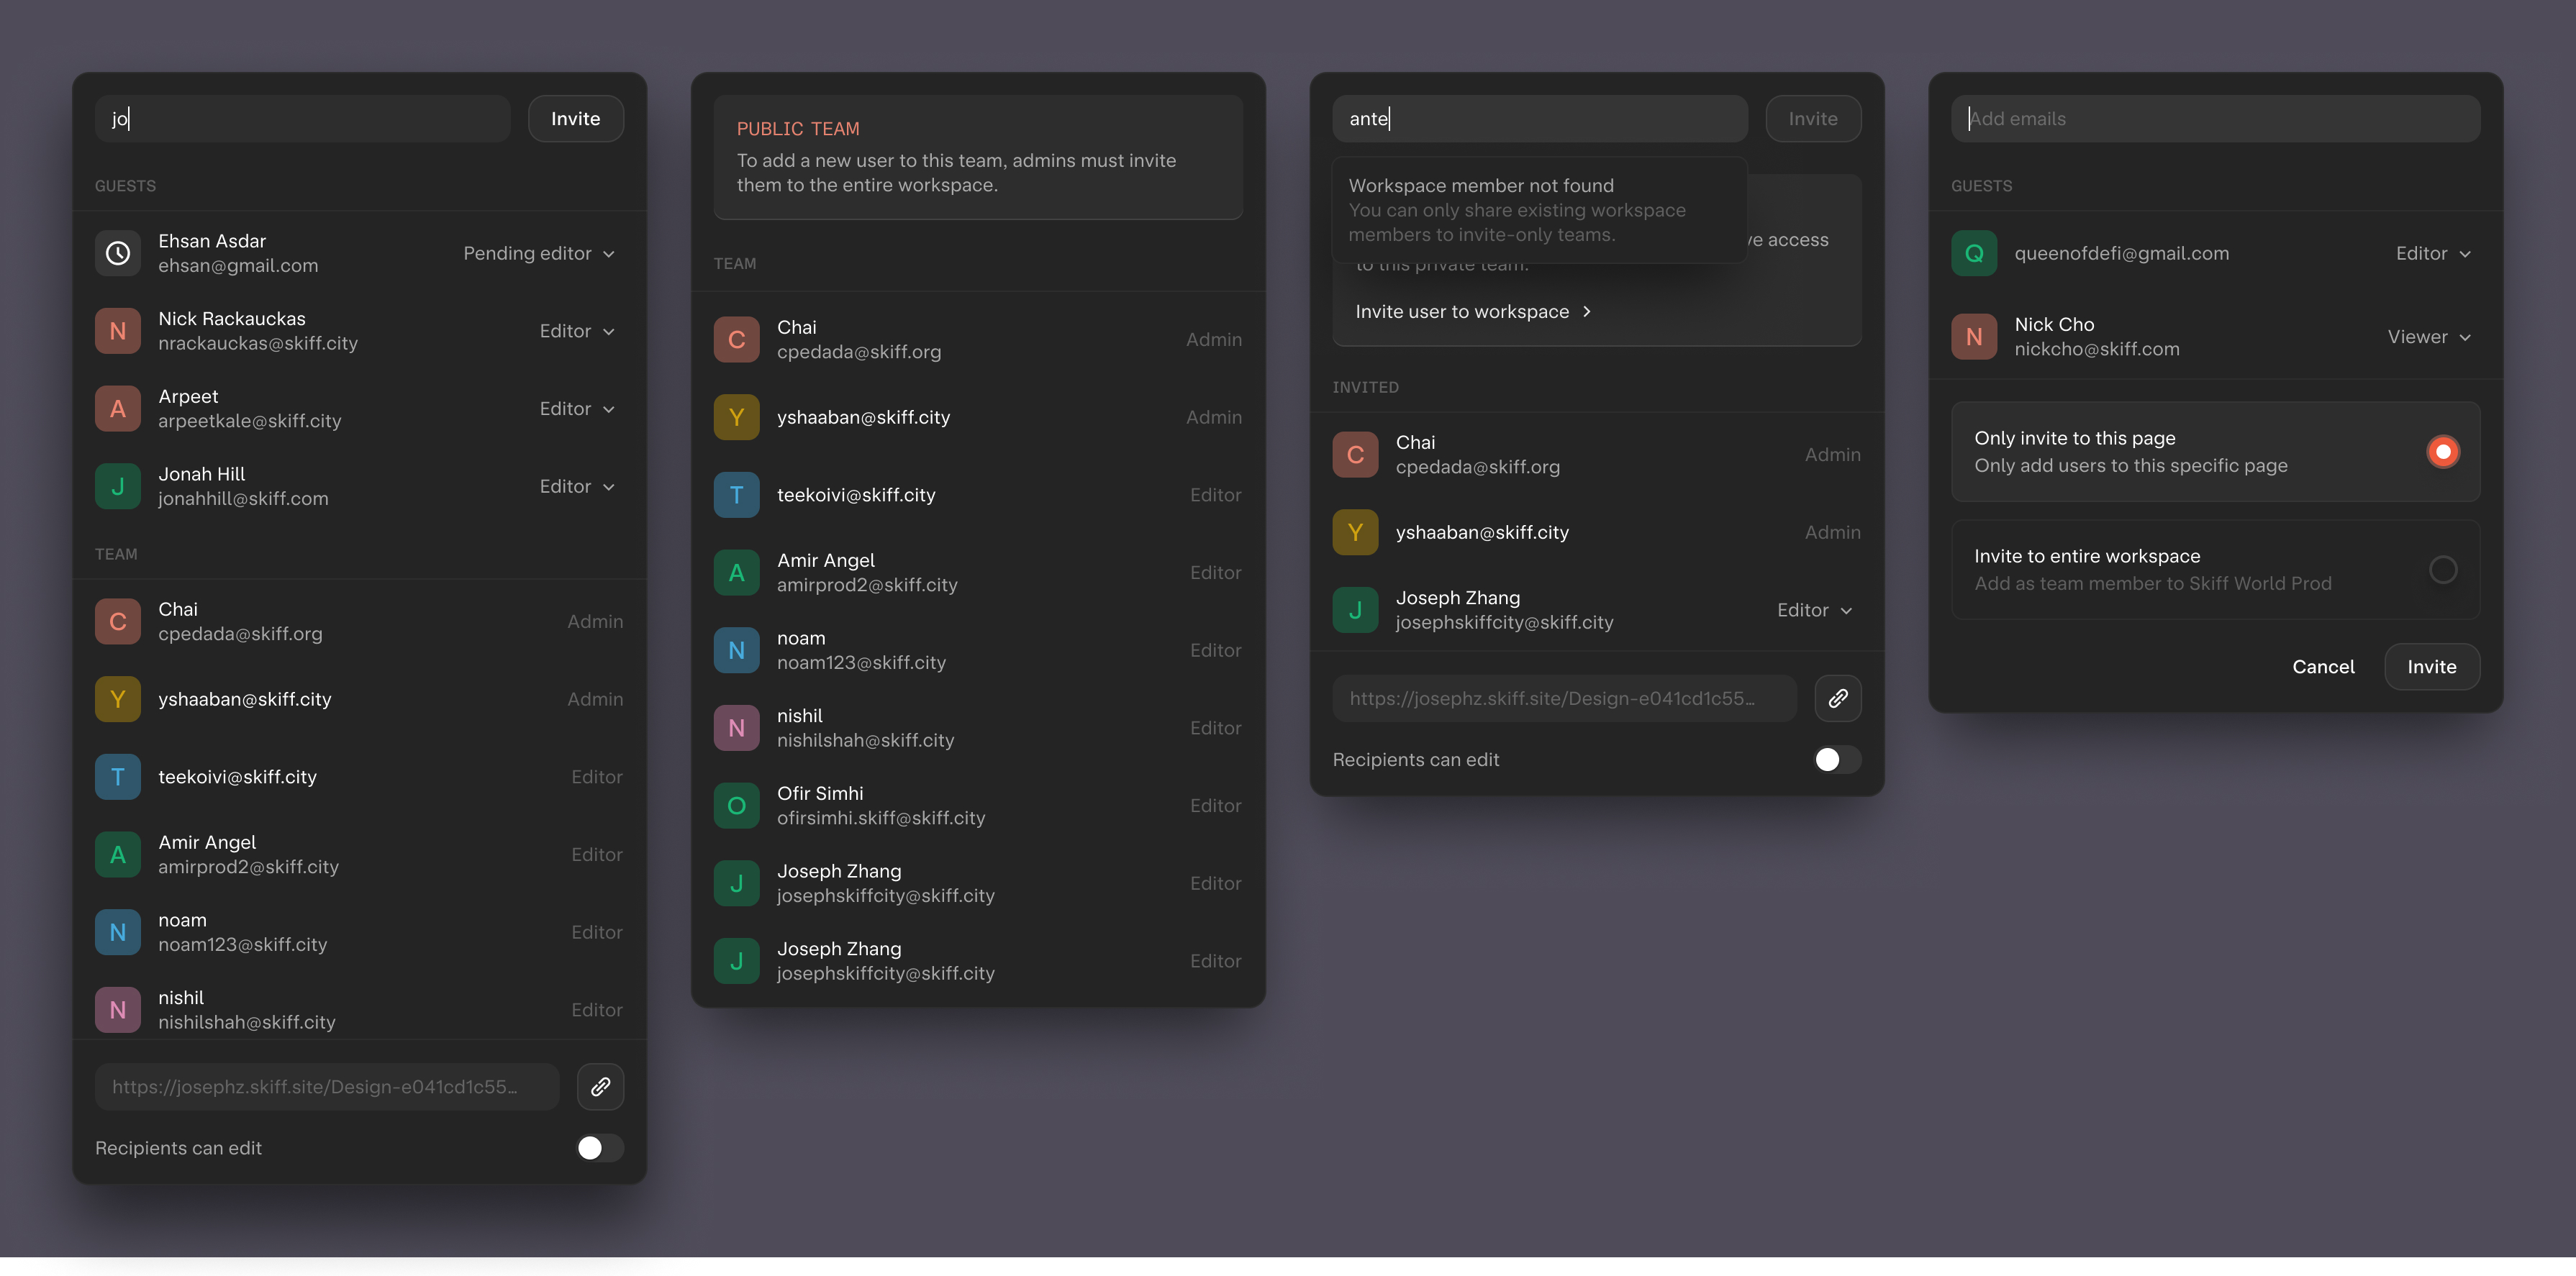 jo
Invite
GUESTS
Ehsan Asdar
ehsan@gmail.com
Pending editor
N
Nick Rackauckas
nrackauckas@skiff.city
Editor
A
Arpeet
arpeetkale@skiff.city
Editor
J
Jonah Hill
jonahhill@skiff.com
Editor
TEAM
C
Chai
cpedada@skiff.org
Admin
Y
yshaaban@skiff.city
Admin
T
teekoivi@skiff.city
Editor
A
Amir Angel
amirprod2@skiff.city
Editor
N
noam
noam123@skiff.city
Editor
N
nishil
nishilshah@skiff.city
Editor
https://josephz.skiff.site/Design-e041cd1c55…
Recipients can edit
PUBLIC TEAM
To add a new user to this team, admins must invite
them to the entire workspace.
TEAM
C
Chai
cpedada@skiff.org
Admin
Y
yshaaban@skiff.city
Admin
T
teekoivi@skiff.city
Editor
A
Amir Angel
amirprod2@skiff.city
Editor
N
noam
noam123@skiff.city
Editor
N
nishil
nishilshah@skiff.city
Editor
O
Ofir Simhi
ofirsimhi.skiff@skiff.city
Editor
J
Joseph Zhang
josephskiffcity@skiff.city
Editor
J
Joseph Zhang
josephskiffcity@skiff.city
Editor
ante
Invite
Workspace member not found
You can only share existing workspace
members to invite-only teams.
access
to this private team.
Invite user to workspace
INVITED
C
Chai
cpedada@skiff.org
Admin
Y
yshaaban@skiff.city
Admin
J
Joseph Zhang
josephskiffcity@skiff.city
Editor
https://josephz.skiff.site/Design-e041cd1c55…
Recipients can edit
Add emails
GUESTS
Q
queenofdefi@gmail.com
Editor
N
Nick Cho
nickcho@skiff.com
Viewer
Only invite to this page
Only add users to this specific page
Invite to entire workspace
Add as team member to Skiff World Prod
Cancel
Invite